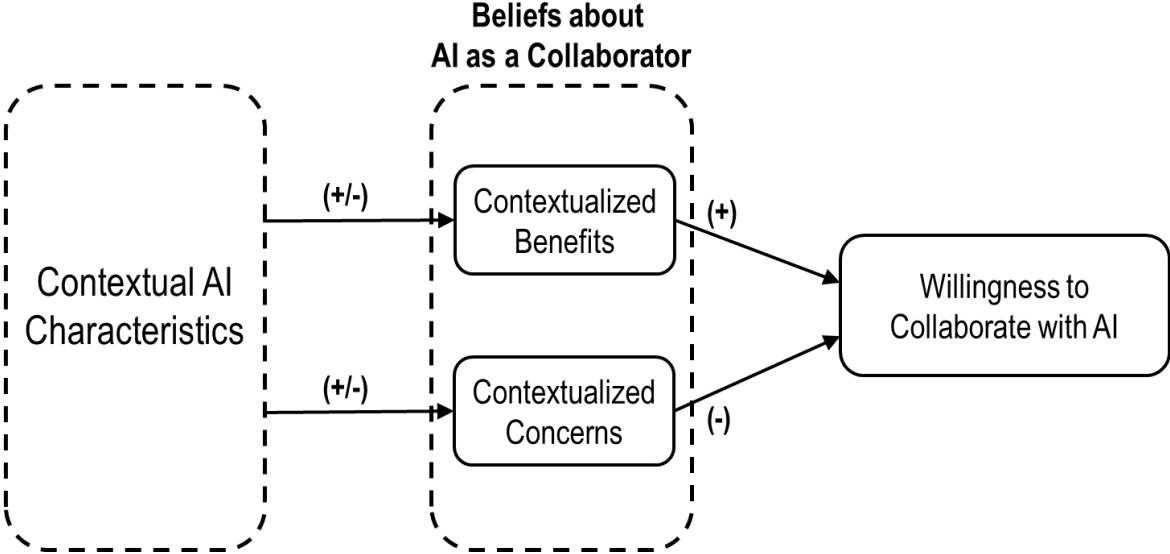 Beliefs about
AI as a Collaborator
Contextual AI
Characteristics
(+/-)
Contextualized
Benefits
(+)
(+/-)
Contextualized
Concerns
(-)
Willingness to
Collaborate with AI